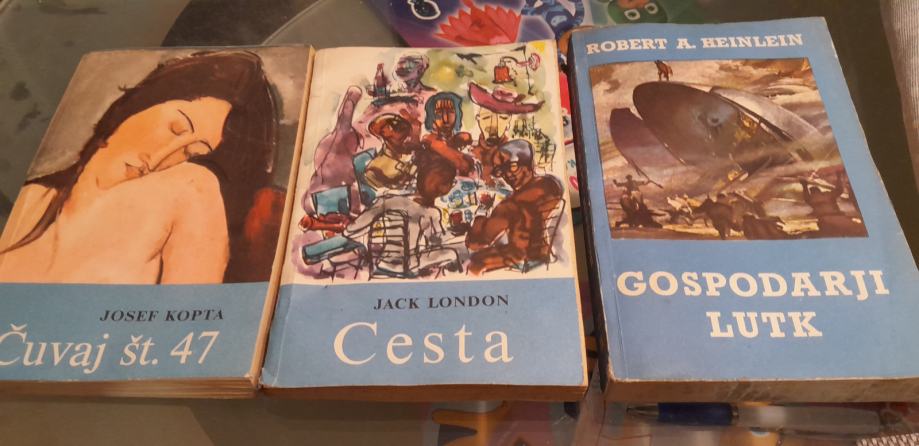 JOSEF KOPTA
Čuvaj št. 47
JACK LONDON
Cesta
ROBERT A. HEINLEIN
GOSPODARJI
LUTK